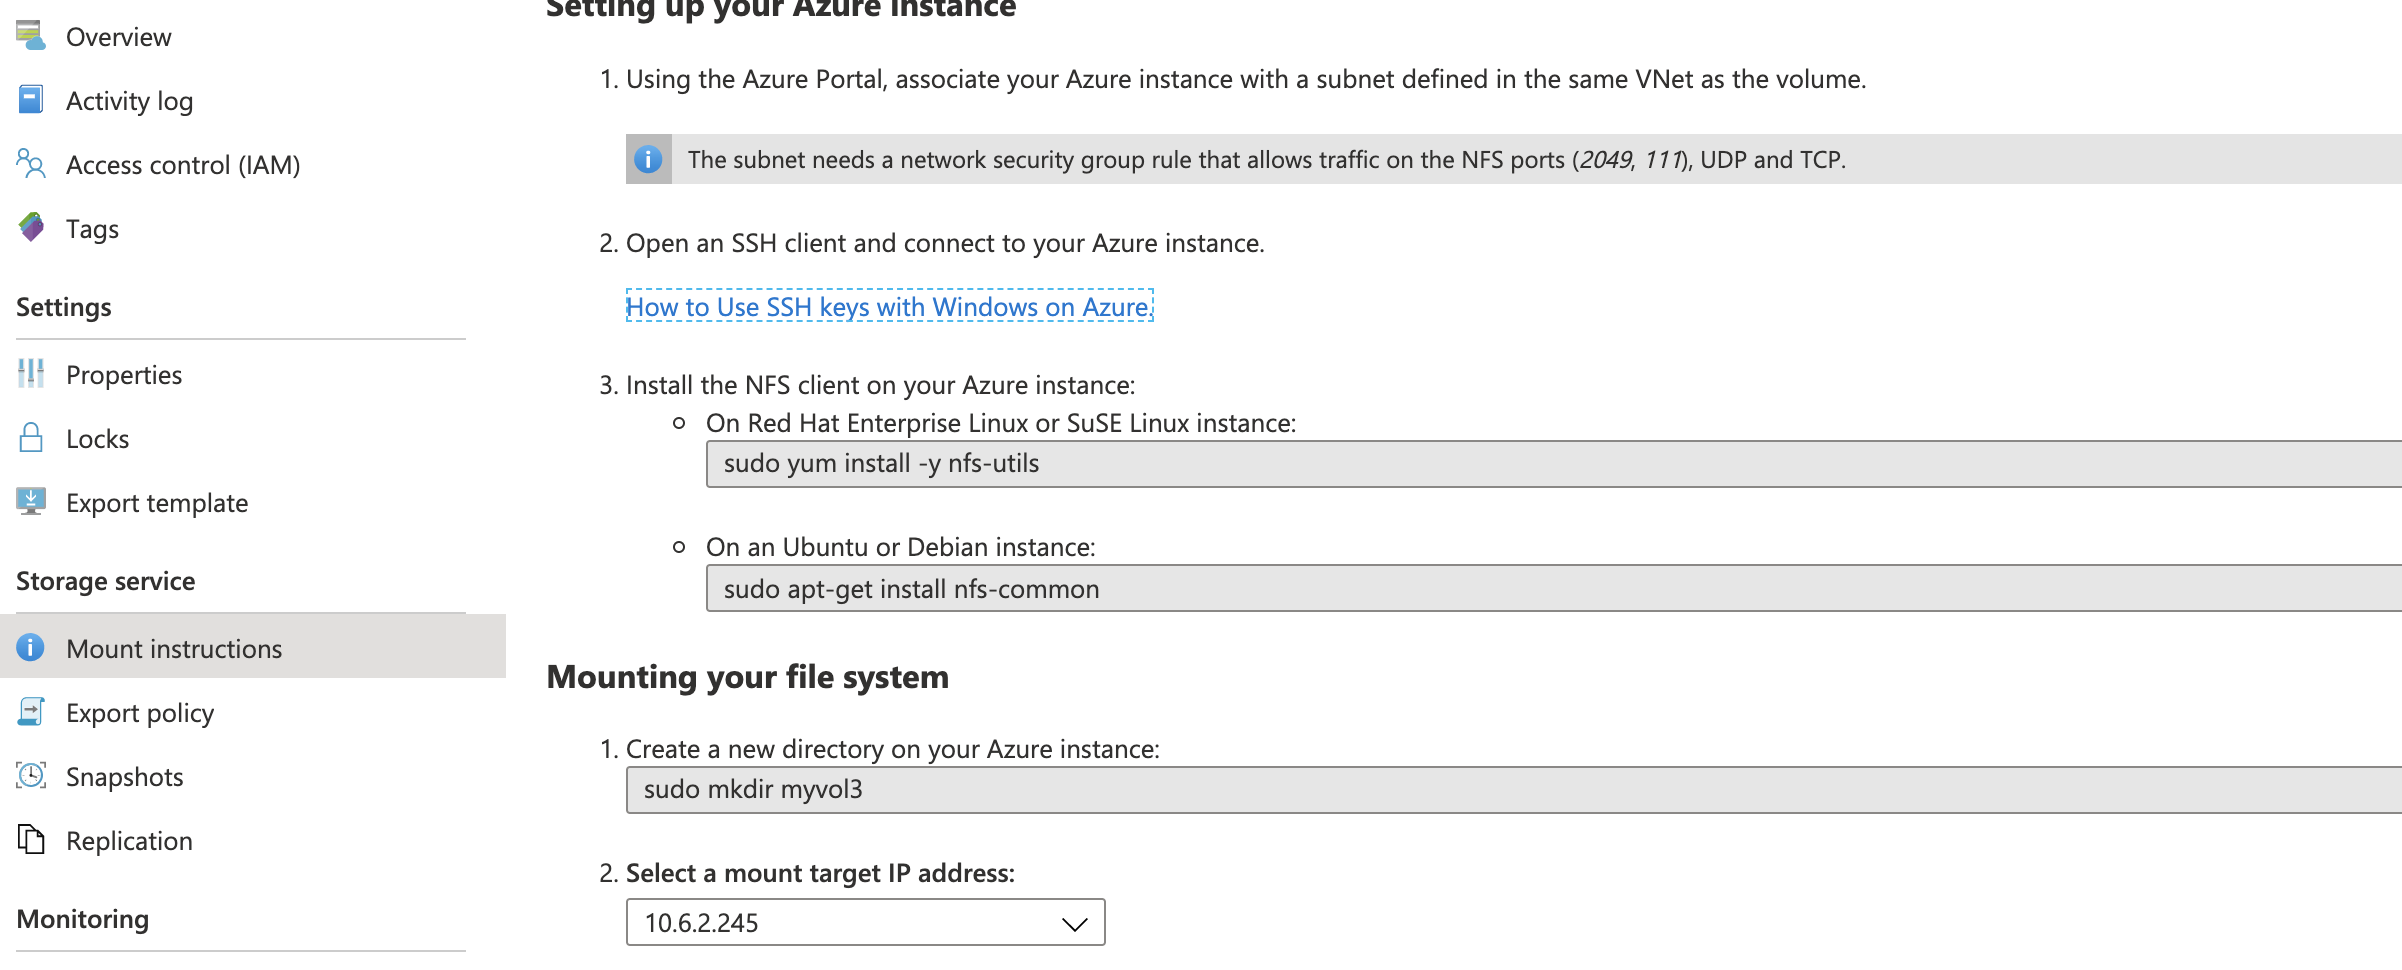 Overview
Activity log
Access control (IAM)
Tags
Settings
Properties
Locks
Export template
Storage service
Mount instructions
Export policy
Snapshots
Replication
Monitoring
Setting up your Azure instance
1. Using the Azure Portal, associate your Azure instance with a subnet defined in the same VNet as the volume.
The subnet needs a network security group rule that allows traffic on the NFS ports (2049, 111), UDP and TCP.
2. Open an SSH client and connect to your Azure instance.
How to Use SSH keys with Windows on Azure.
3. Install the NFS client on your Azure instance:
On Red Hat Enterprise Linux or SuSE Linux instance:
sudo yum install -y nfs-utils
On an Ubuntu or Debian instance:
sudo apt-get install nfs-common
Mounting your file system
1. Create a new directory on your Azure instance:
sudo mkdir myvol3
2. Select a mount target IP address:
10.6.2.245